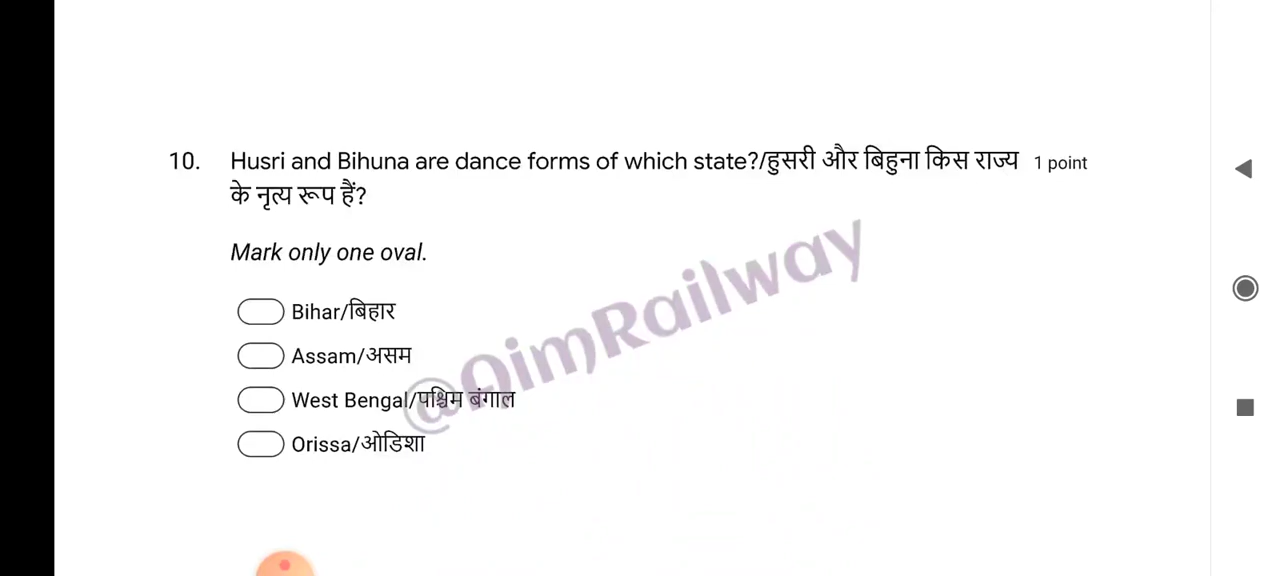 10. Husri and Bihuna are dance forms of which state?/हुसरी और बिहुना किस राज्य 1 point
के नृत्य रूप हैं?
Mark only one oval.
Bihar/बिहार
Assam/असम
West Bengal/पश्चिम बंगाल
Orissa/ओडिशा
@AimRailway